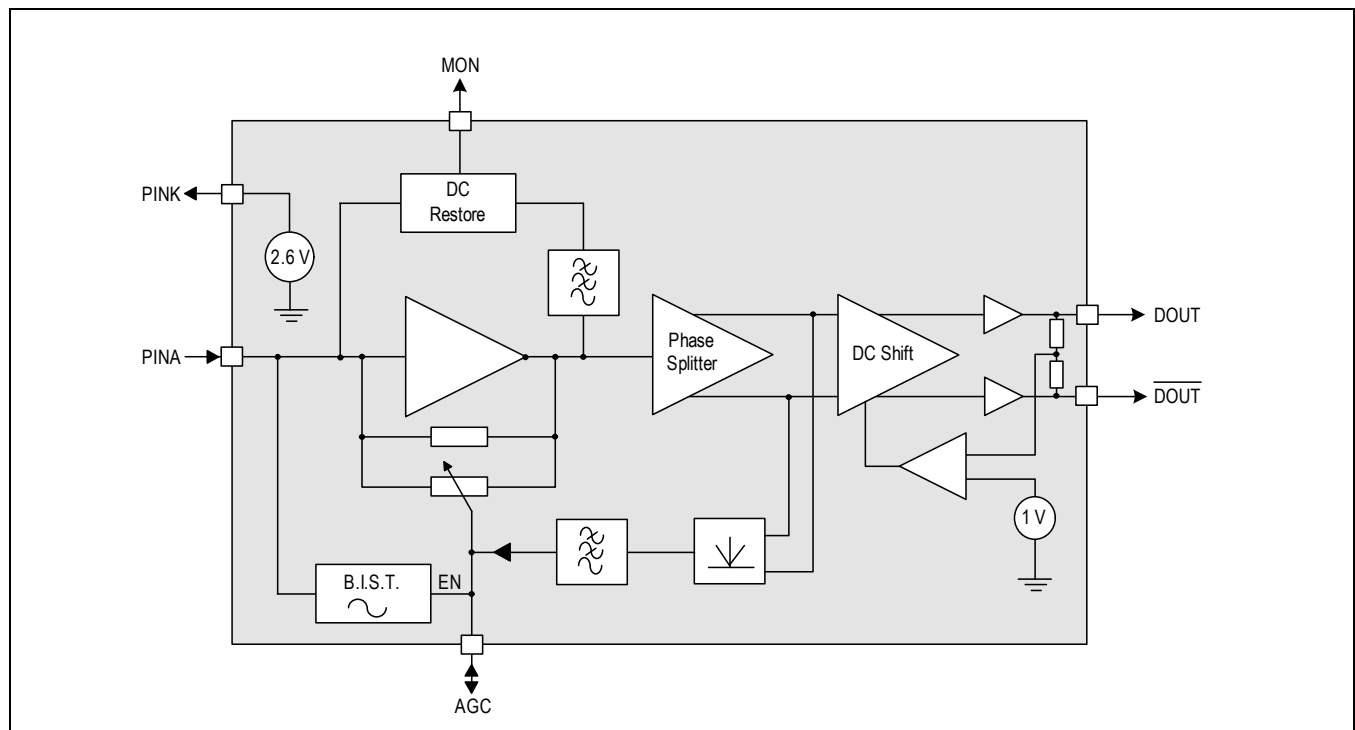 MON
DC
Restore
PINK
2.6 V
PINA
Phase
Splitter
DC Shift
DOUT
DOUT
1 V
B.I.S.T.
EN
AGC